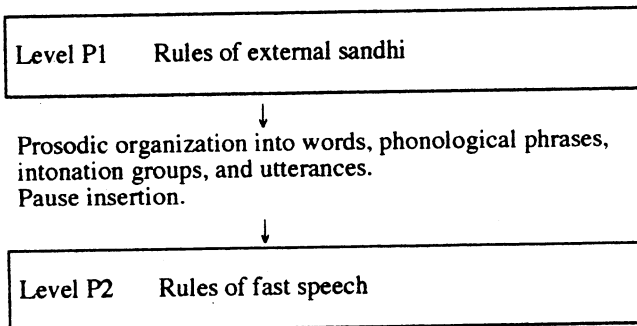 Level P1 Rules of external sandhi
↓
Prosodic organization into words, phonological phrases,
intonation groups, and utterances.
Pause insertion.
↓
Level P2 Rules of fast speech